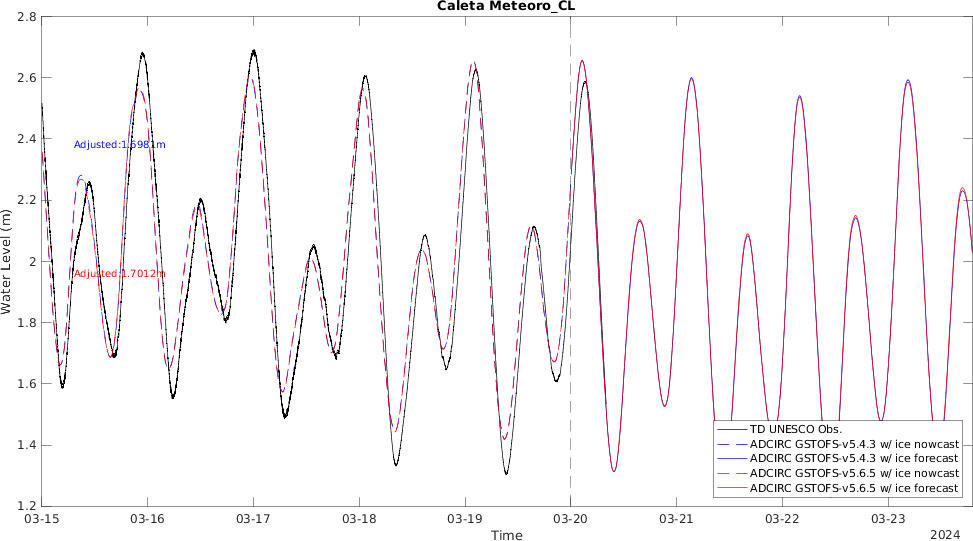 Caleta Meteoro_CL
2.8
2.6
2.4
2.2
2
1.8
1.6
1.4
1.2
Water Level (m)
Adjusted:1.6981m
Adjusted:1.7012m
TD UNESCO Obs.
ADCIRC GSTOFS-v5.4.3 w/ ice nowcast
ADCIRC GSTOFS-v5.4.3 w/ ice forecast
ADCIRC GSTOFS-v5.6.5 w/ ice nowcast
ADCIRC GSTOFS-v5.6.5 w/ ice forecast
03-15 03-16 03-17 03-18 03-19 03-20 03-21 03-22 03-23
Time
2024